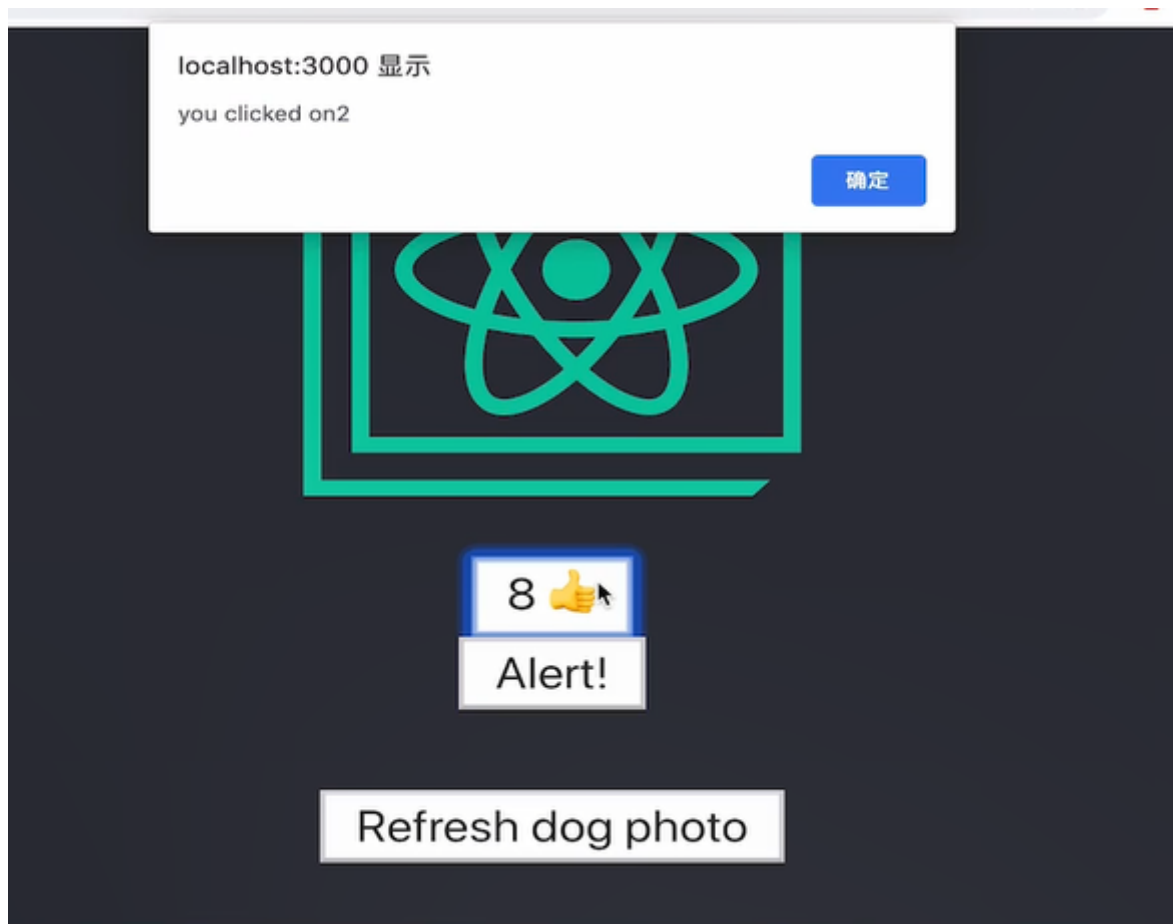 localhost:3000 显示
you clicked on2
确定
8 👍
Alert!
Refresh dog photo